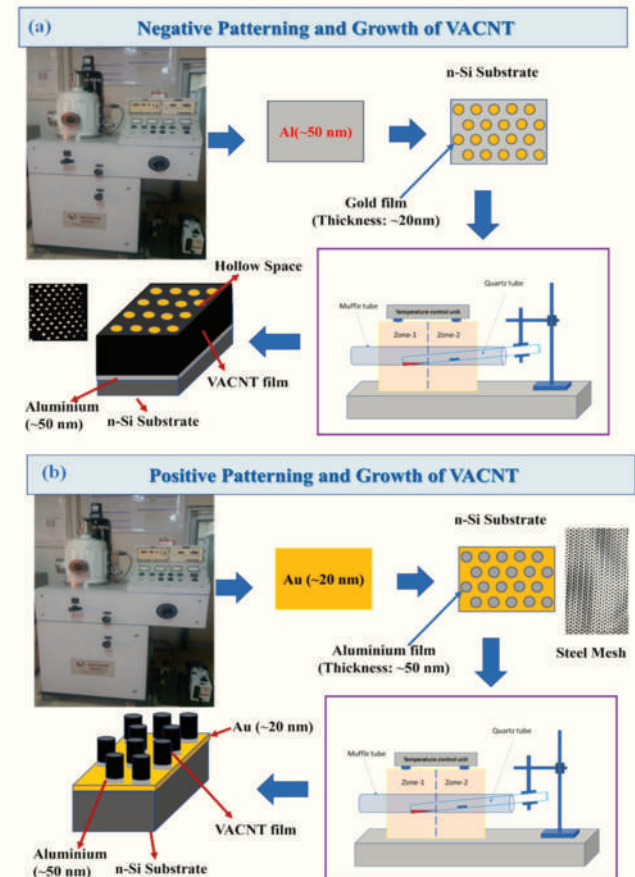 (a)
Negative Patterning and Growth of VACNT
n-Si Substrate
Al(~50 nm)
Gold film
(Thickness: ~20nm)
Hollow Space
VACNT film
Aluminium
(~50 nm)
n-Si Substrate
Muffle tube
Quartz tube
Temperature control unit
Zone-1
Zone-2
(b)
Positive Patterning and Growth of VACNT
n-Si Substrate
Au (~20 nm)
Aluminium film
(Thickness: ~50 nm)
Steel Mesh
Au (~20 nm)
VACNT film
Aluminium
(~50 nm)
n-Si Substrate
Muffle tube
Quartz tube
Temperature control unit
Zone-1
Zone-2